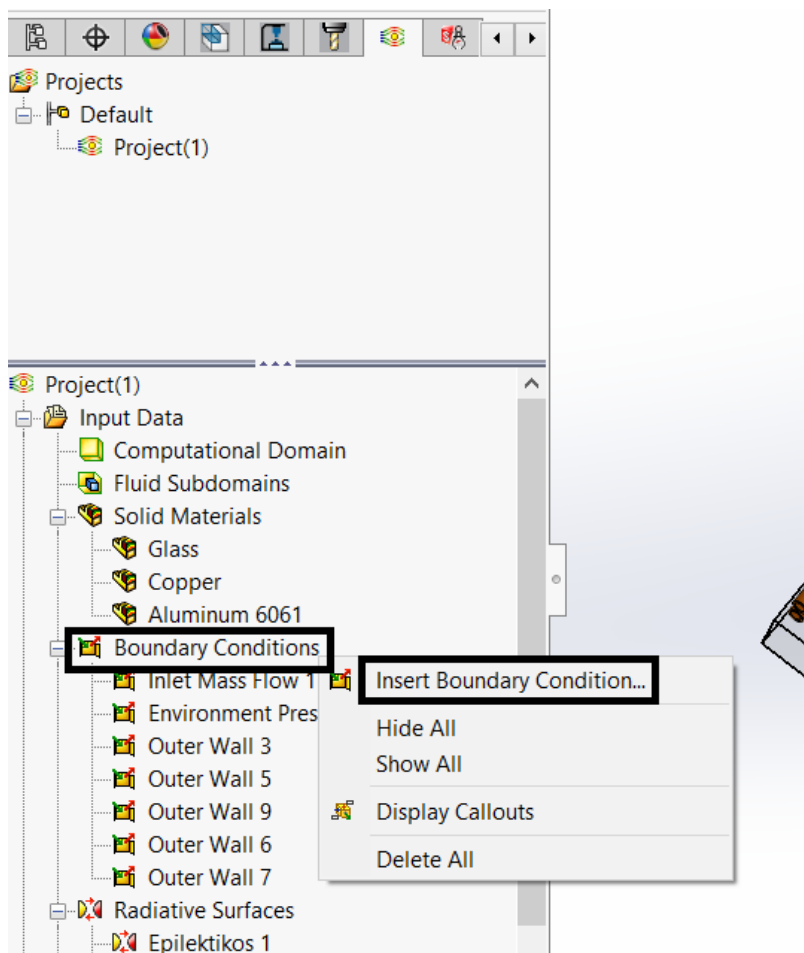 Projects
Default
Project(1)
Project(1)
Input Data
Computational Domain
Fluid Subdomains
Solid Materials
Glass
Copper
Aluminum 6061
Boundary Conditions
Inlet Mass Flow 1
Insert Boundary Condition...
Environment Pres
Hide All
Outer Wall 3
Show All
Outer Wall 5
Outer Wall 9
Display Callouts
Outer Wall 6
Delete All
Outer Wall 7
Radiative Surfaces
Epilektikos 1